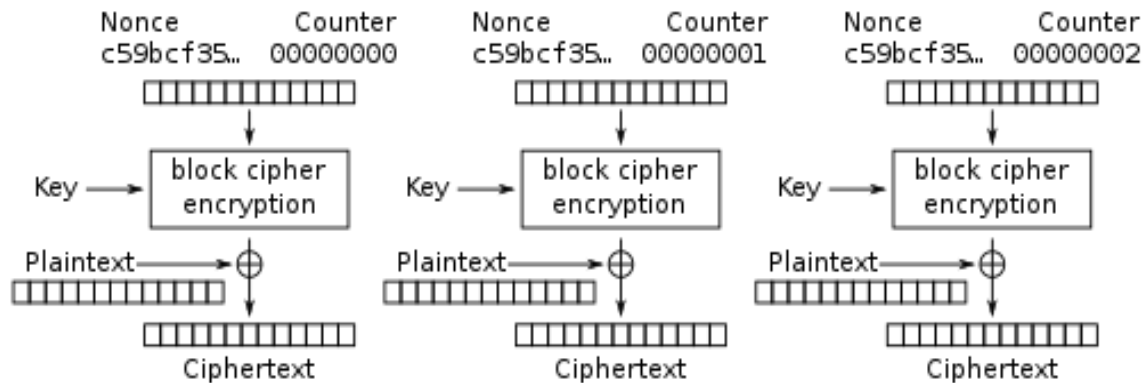 Nonce Counter
c59bcf35… 00000000
Nonce Counter
c59bcf35… 00000001
Nonce Counter
c59bcf35… 00000002
Key
block cipher
encryption
Key
block cipher
encryption
Key
block cipher
encryption
Plaintext
Plaintext
Plaintext
Ciphertext
Ciphertext
Ciphertext